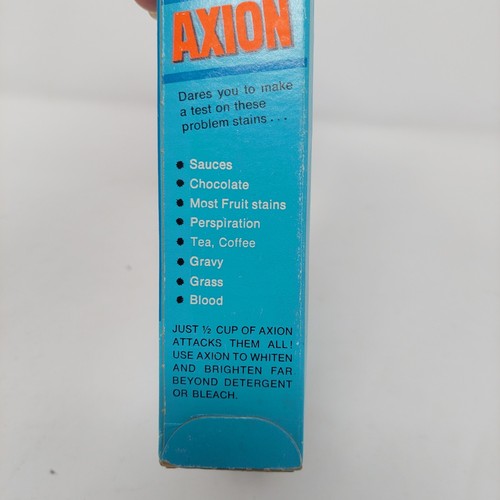 AXION
Dares you to make
a test on these
problem stains...
• Sauces
• Chocolate
• Most Fruit stains
• Perspiration
• Tea, Coffee
• Gravy
• Grass
• Blood
JUST ½ CUP OF AXION
ATTACKS THEM ALL!
USE AXION TO WHITEN
AND BRIGHTEN FAR
BEYOND DETERGENT
OR BLEACH.